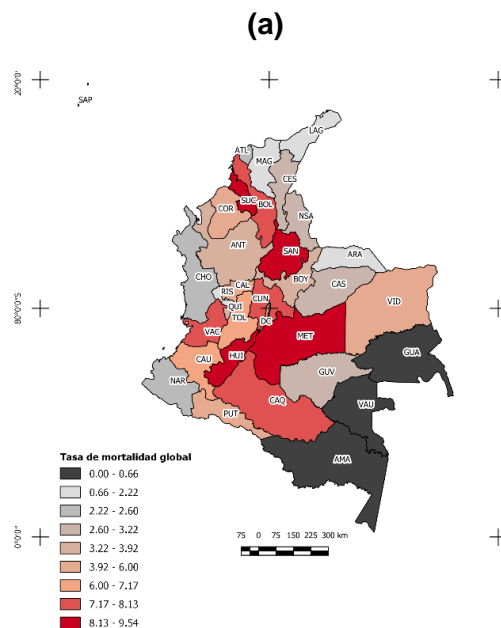 (a)
20°0'0"
SAP
LAG
ATL
MAG
CES
SUC
BOL
COR
NSA
ANT
SAN
ARA
CHO
BOY
CAS
CAL
RIS
CUN
VID
QUI
TOL
DC
80°0'0"S
VAC
MET
HUI
GUA
CAU
GUV
NAR
CAQ
VAU
PUT
AMA
Tasa de mortalidad global
0.00 - 0.66
0.66 - 2.22
2.22 - 2.60
2.60 - 3.22
3.22 - 3.92
3.92 - 6.00
6.00 - 7.17
7.17 - 8.13
8.13 - 9.54
0°0'0"
75 0 75 150 225 300 km